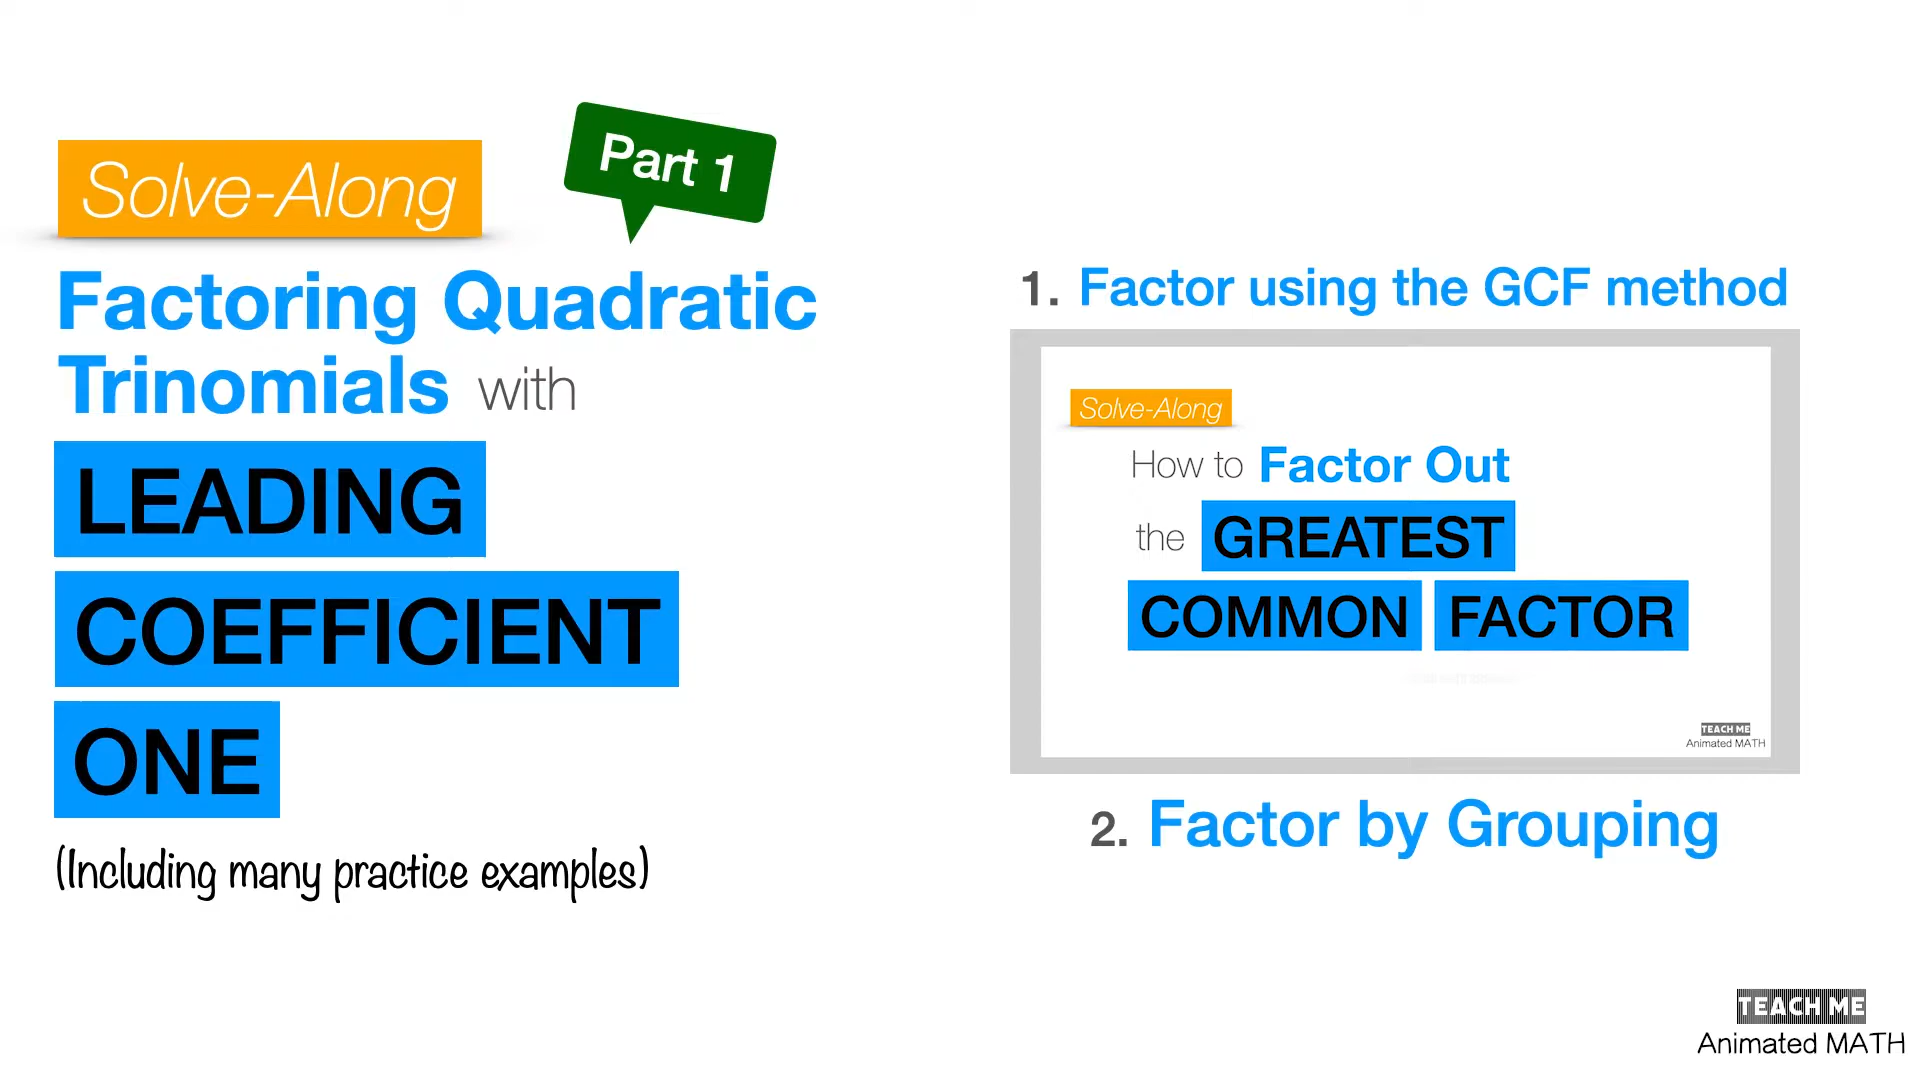 Solve-Along
Part 1
Factoring Quadratic
Trinomials with
LEADING
COEFFICIENT
ONE
(Including many practice examples)
1. Factor using the GCF method
Solve-Along
How to Factor Out
the GREATEST
COMMON FACTOR
TEACH ME
Animated MATH
2. Factor by Grouping
TEACH ME
Animated MATH